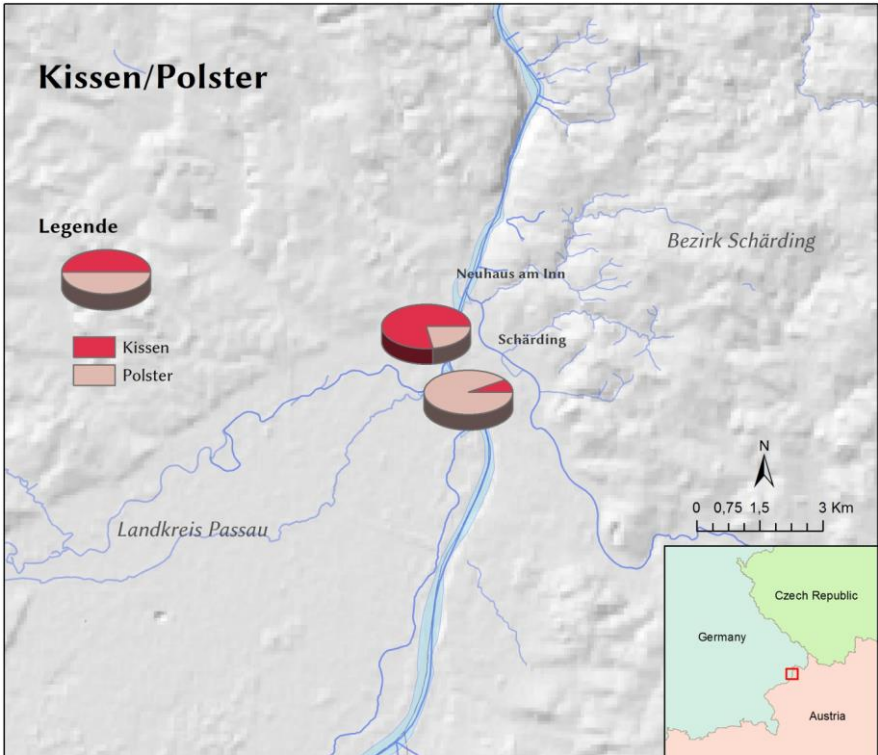 Kissen/Polster
Legende
Kissen
Polster
Neuhaus am Inn
Schärding
Bezirk Schärding
Landkreis Passau
N
0 0,75 1,5 3 Km
Czech Republic
Germany
Austria